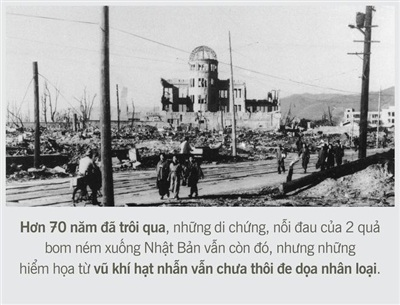 Hơn 70 năm đã trôi qua, những di chứng, nỗi đau của 2 quả
bom ném xuống Nhật Bản vẫn còn đó, nhưng những
hiểm họa từ vũ khí hạt nhẫn vẫn chưa thôi đe dọa nhân loại.